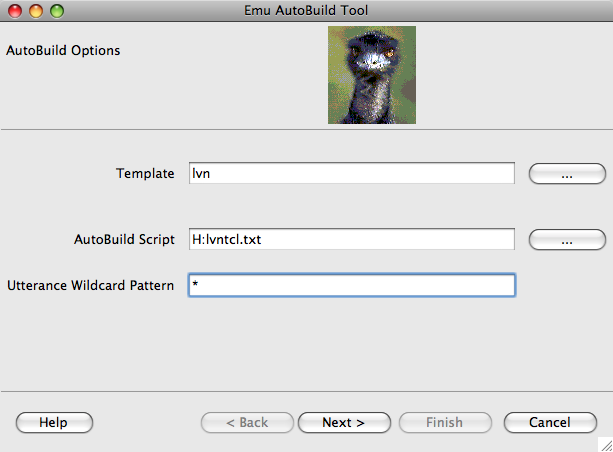 Emu AutoBuild Tool
AutoBuild Options
Template lvn ...
AutoBuild Script H:lvntcl.txt ...
Utterance Wildcard Pattern *
Help < Back Next > Finish Cancel